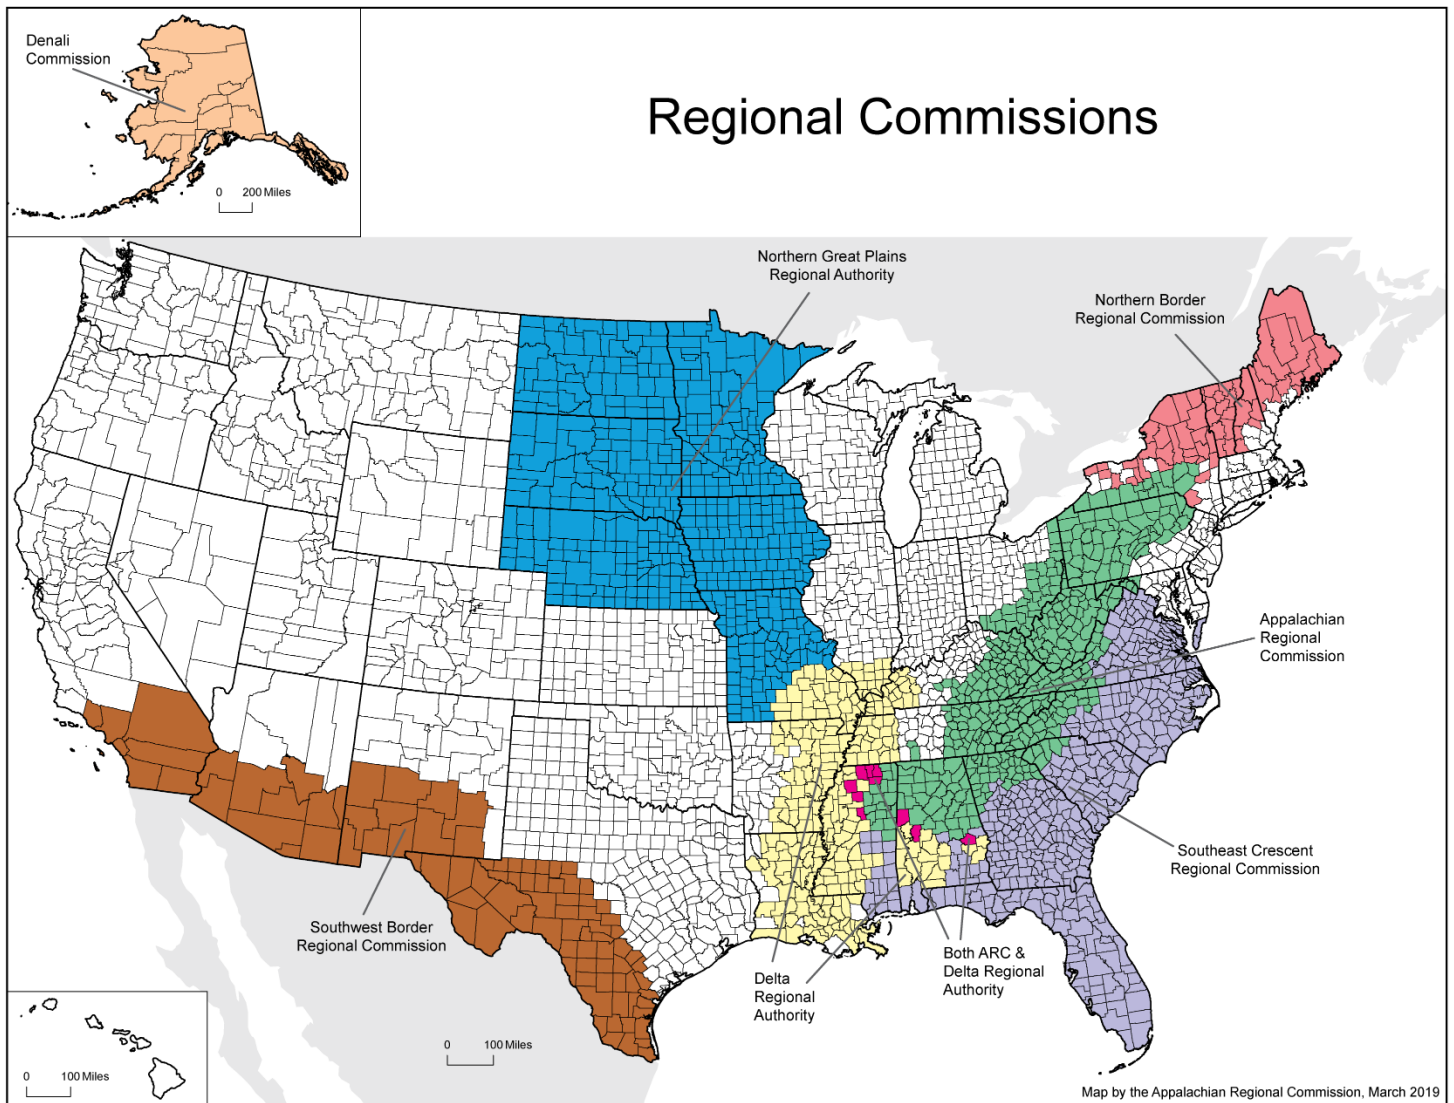 Denali
Commission
0 200 Miles
Regional Commissions
Northern Great Plains
Regional Authority
Northern Border
Regional Commission
Appalachian
Regional
Commission
Southeast Crescent
Regional Commission
Southwest Border
Regional Commission
Delta
Regional
Authority
Both ARC &
Delta Regional
Authority
0 100 Miles
0 100 Miles
Map by the Appalachian Regional Commission, March 2019